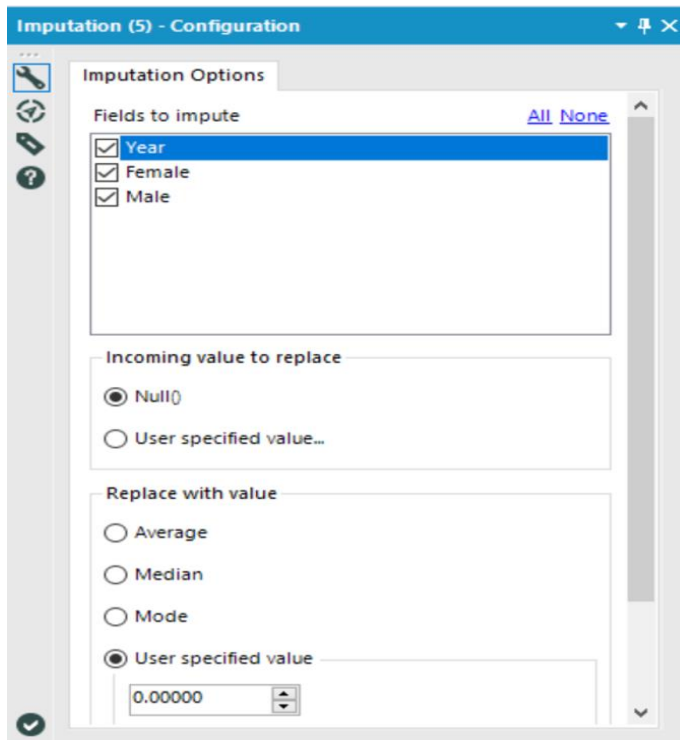 Imputation (5) - Configuration
Imputation Options
Fields to impute All None
Year
Female
Male
Incoming value to replace
Null()
User specified value...
Replace with value
Average
Median
Mode
User specified value
0.00000